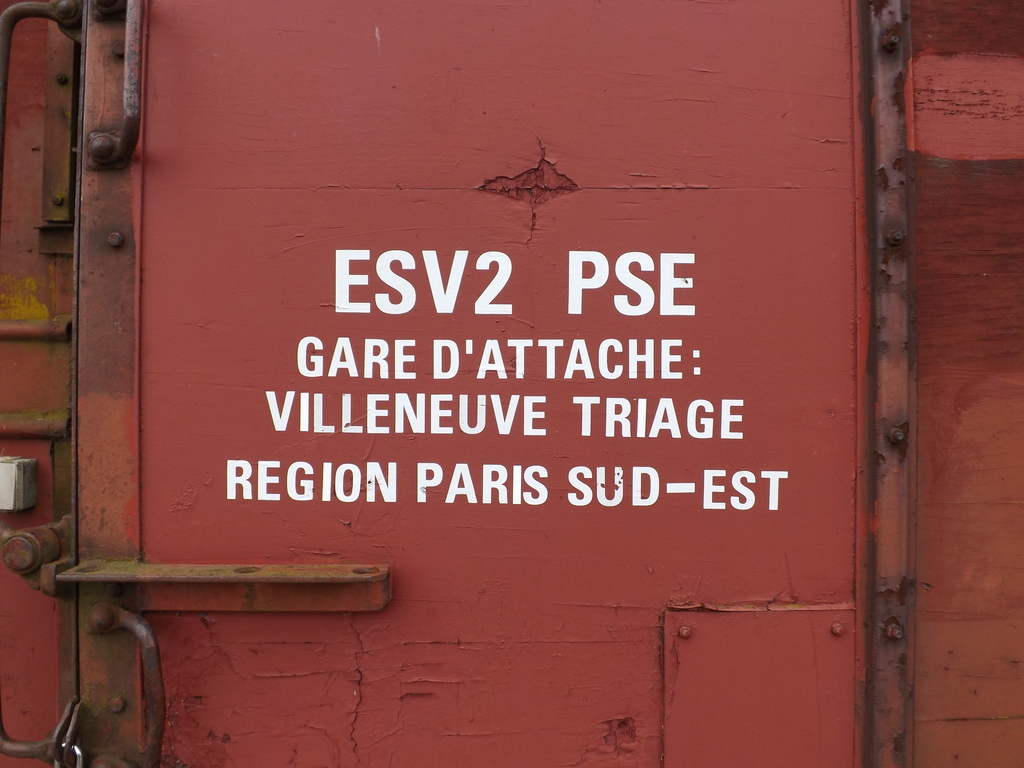 ESV2 PSE
GARE D'ATTACHE:
VILLENEUVE TRIAGE
REGION PARIS SUD-EST